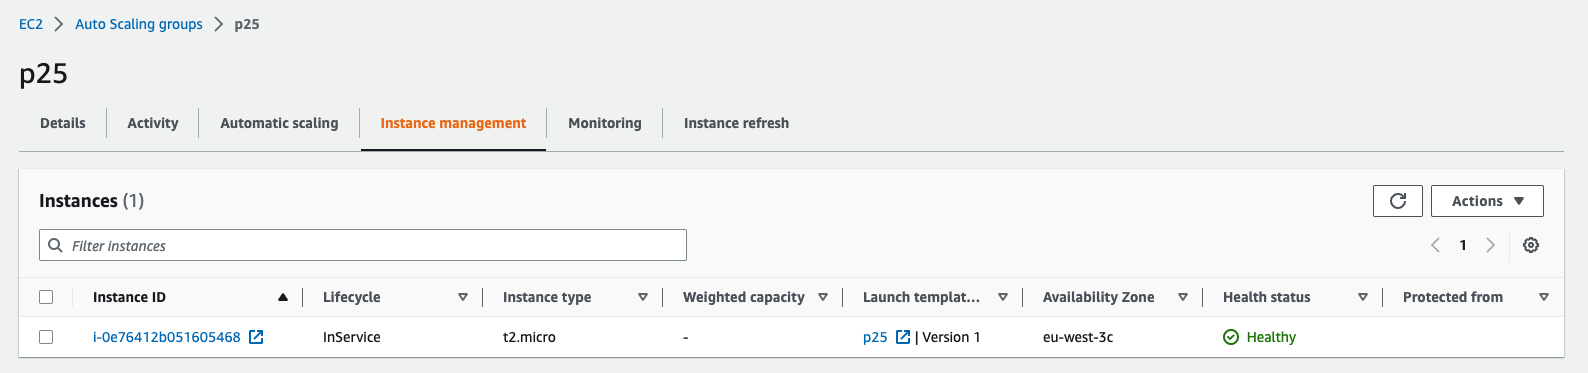 EC2 > Auto Scaling groups > p25
p25
Details Activity Automatic scaling Instance management Monitoring Instance refresh
Instances (1)
Actions
Filter instances
1
Instance ID Lifecycle Instance type Weighted capacity Launch templat... Availability Zone Health status Protected from
i-0e76412b051605468 InService t2.micro - p25 | Version 1 eu-west-3c Healthy